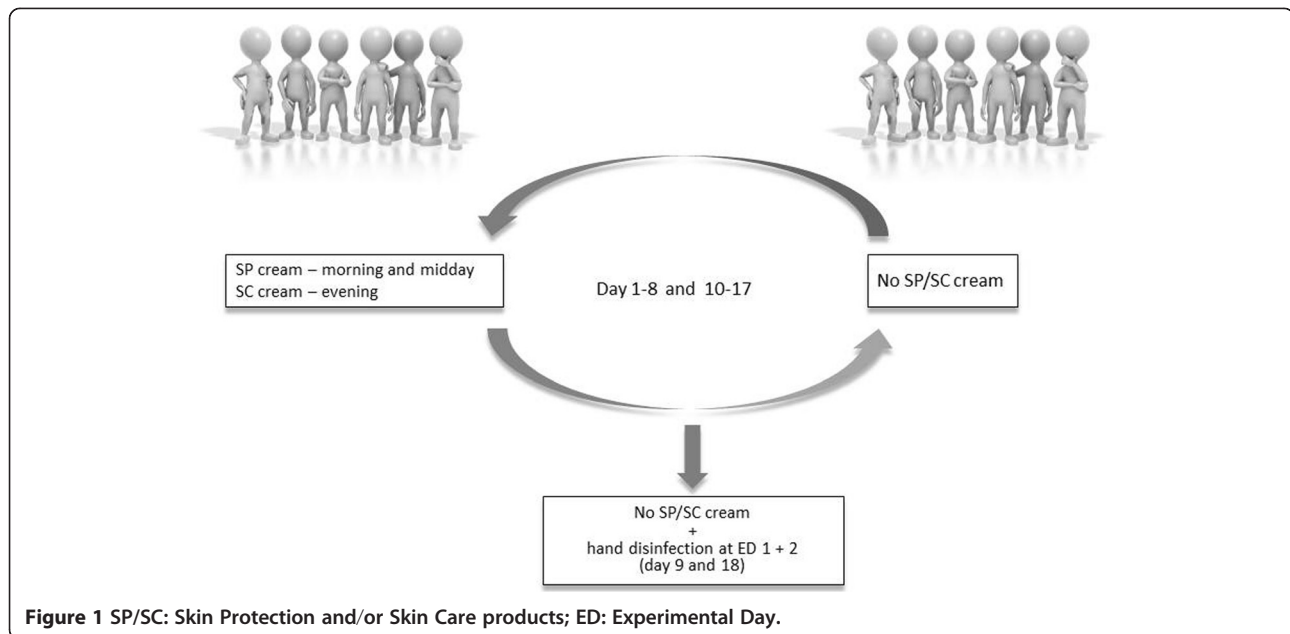 SP cream – morning and midday
SC cream – evening
Day 1-8 and 10-17
No SP/SC cream
No SP/SC cream
+
hand disinfection at ED 1 + 2
(day 9 and 18)
Figure 1 SP/SC: Skin Protection and/or Skin Care products; ED: Experimental Day.